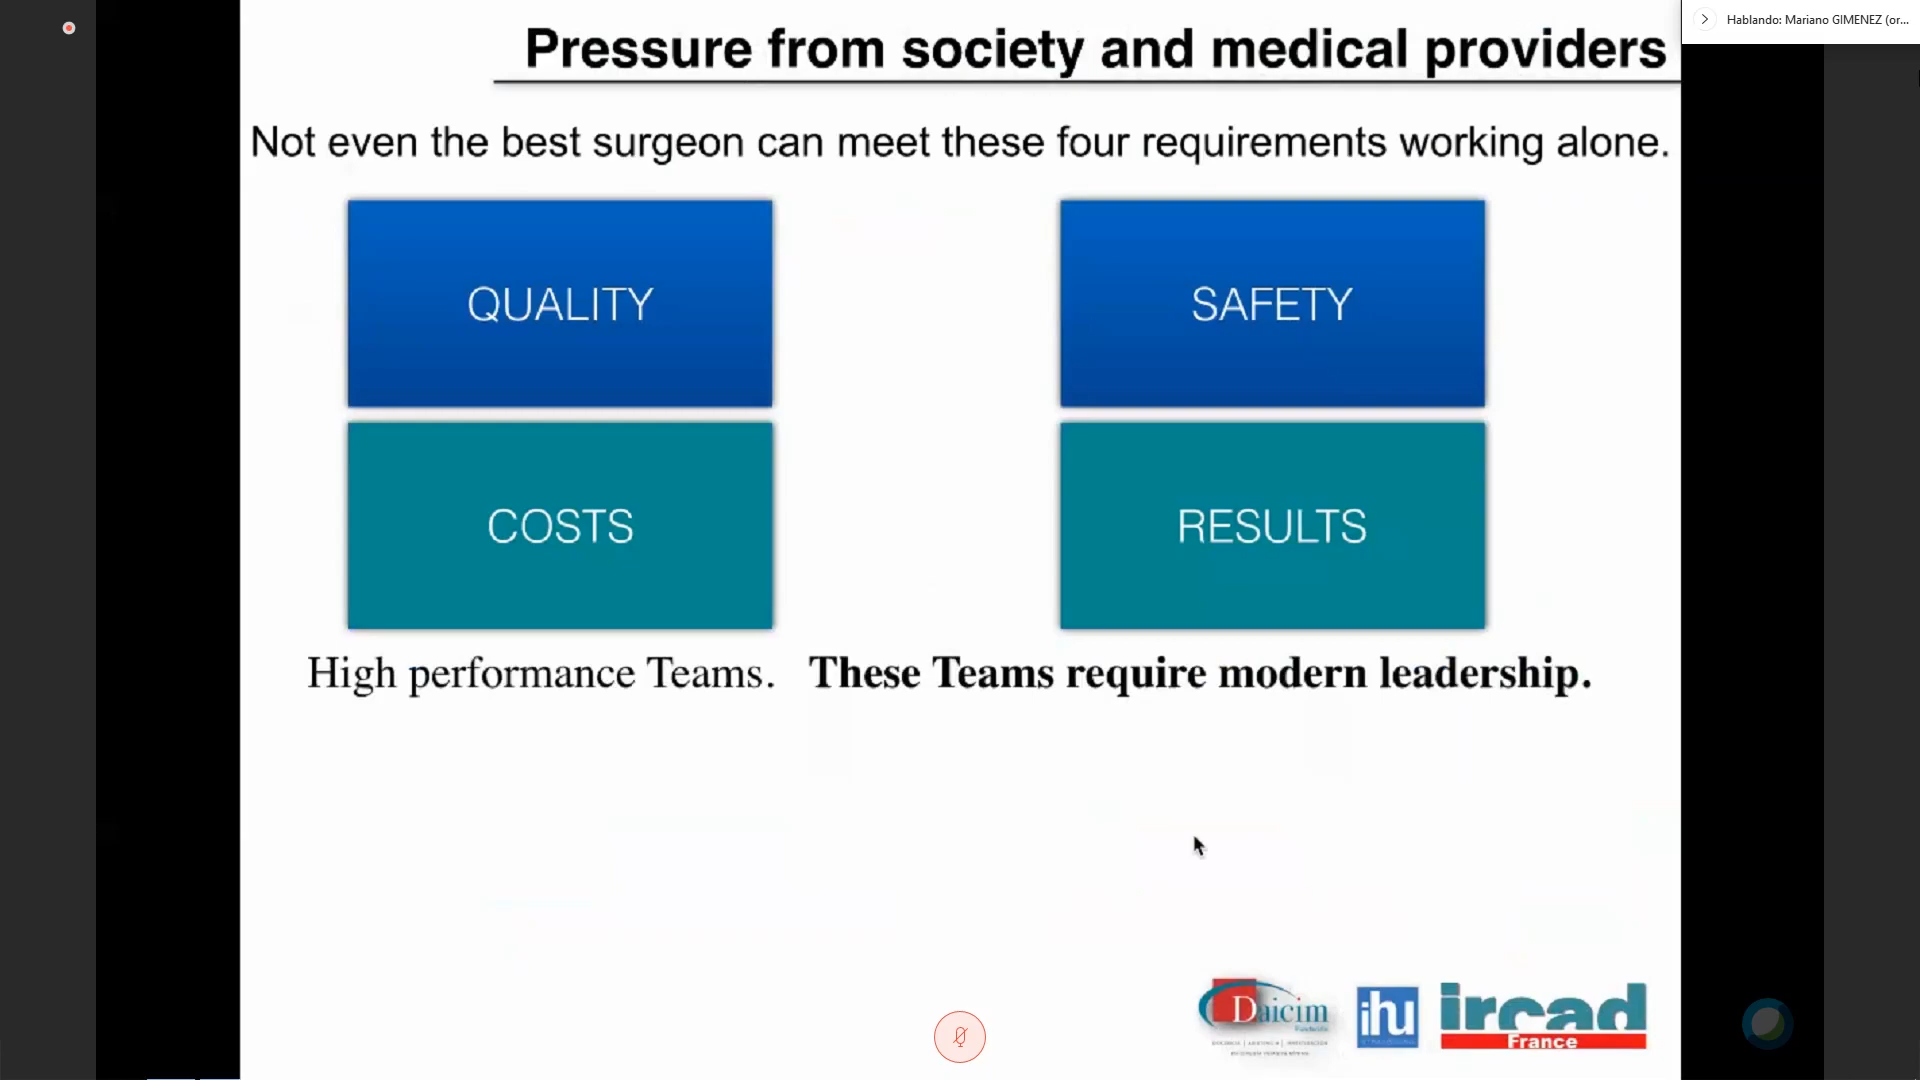 Hablando: Mariano GIMENEZ (or...
Pressure from society and medical providers
Not even the best surgeon can meet these four requirements working alone.
QUALITY
SAFETY
COSTS
RESULTS
High performance Teams. These Teams require modern leadership.
Daicim
ihu
ircad
France